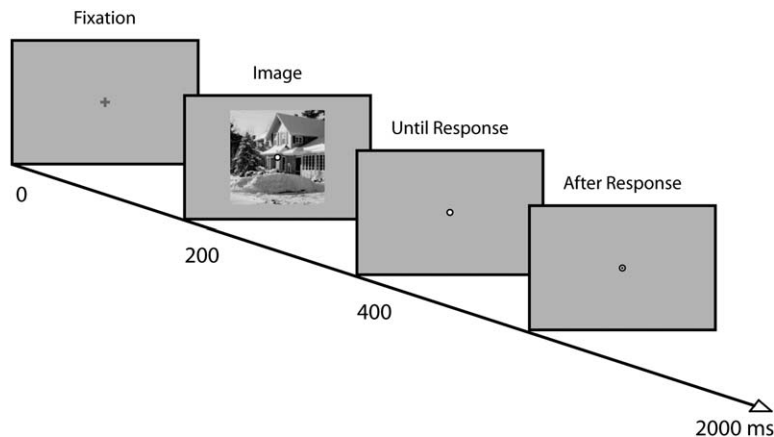 Fixation
Image
Until Response
After Response
0
200
400
2000 ms